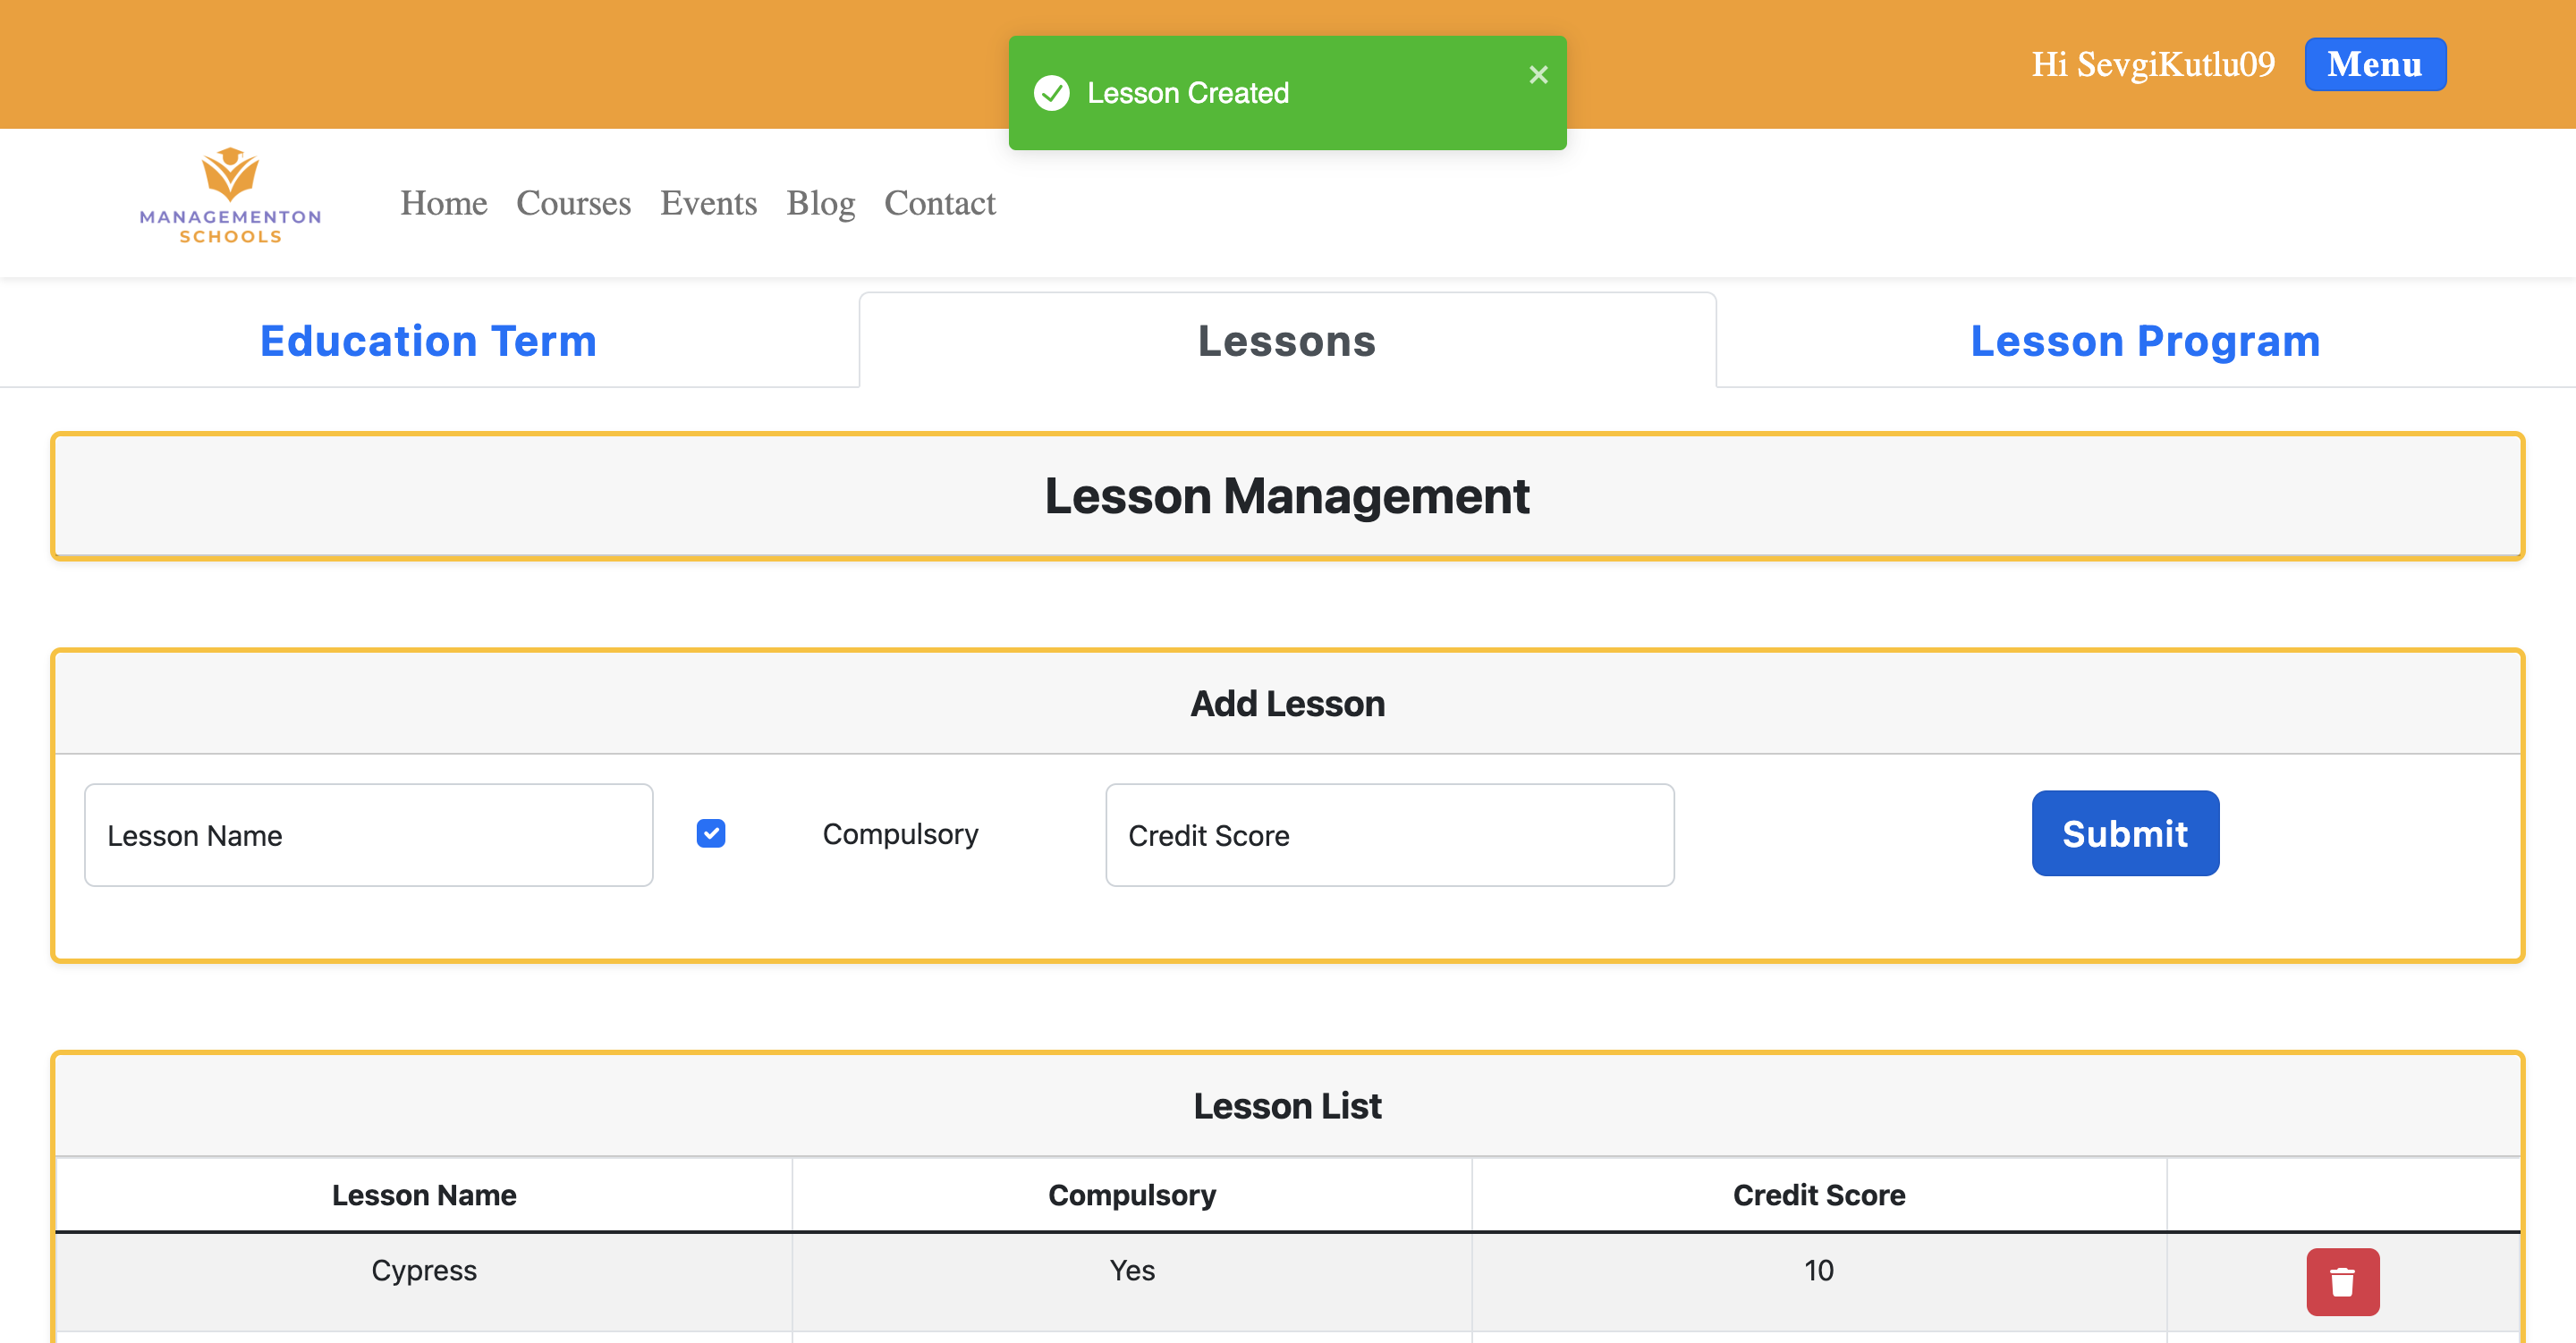 Lesson Created
Hi SevgiKutlu09 Menu
MANAGEMENTON
SCHOOLS
Home Courses Events Blog Contact
Education Term Lessons Lesson Program
Lesson Management
Add Lesson
Lesson Name Compulsory Credit Score Submit
Lesson List
Lesson Name Compulsory Credit Score
Cypress Yes 10